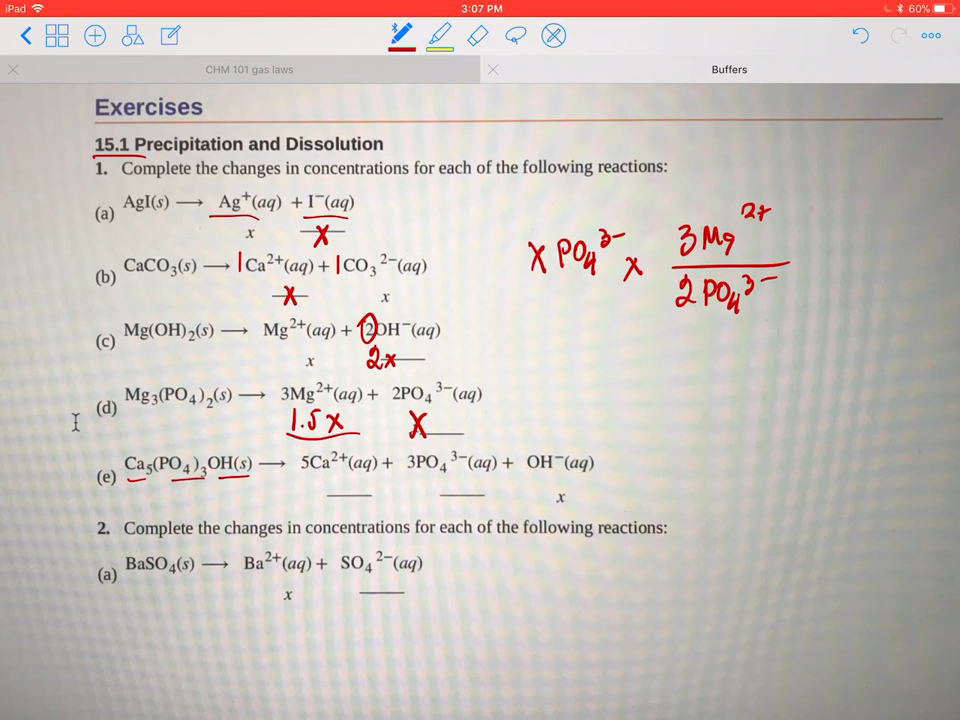 iPad 3:07 PM 60%
CHM 101 gas laws Buffers
Exercises
15.1 Precipitation and Dissolution
1. Complete the changes in concentrations for each of the following reactions:
(a) AgI(s) ⟶ Ag⁺(aq) + I⁻(aq)
x x
(b) CaCO₃(s) ⟶ 1Ca²⁺(aq) + 1CO₃²⁻(aq)
x x
(c) Mg(OH)₂(s) ⟶ Mg²⁺(aq) + 2OH⁻(aq)
x 2x
(d) Mg₃(PO₄)₂(s) ⟶ 3Mg²⁺(aq) + 2PO₄³⁻(aq)
1.5x x
(e) Ca₅(PO₄)₃OH(s) ⟶ 5Ca²⁺(aq) + 3PO₄³⁻(aq) + OH⁻(aq)
x
2. Complete the changes in concentrations for each of the following reactions:
(a) BaSO₄(s) ⟶ Ba²⁺(aq) + SO₄²⁻(aq)
x
x PO₄³⁻ x 3Mg²⁺
2PO₄³⁻